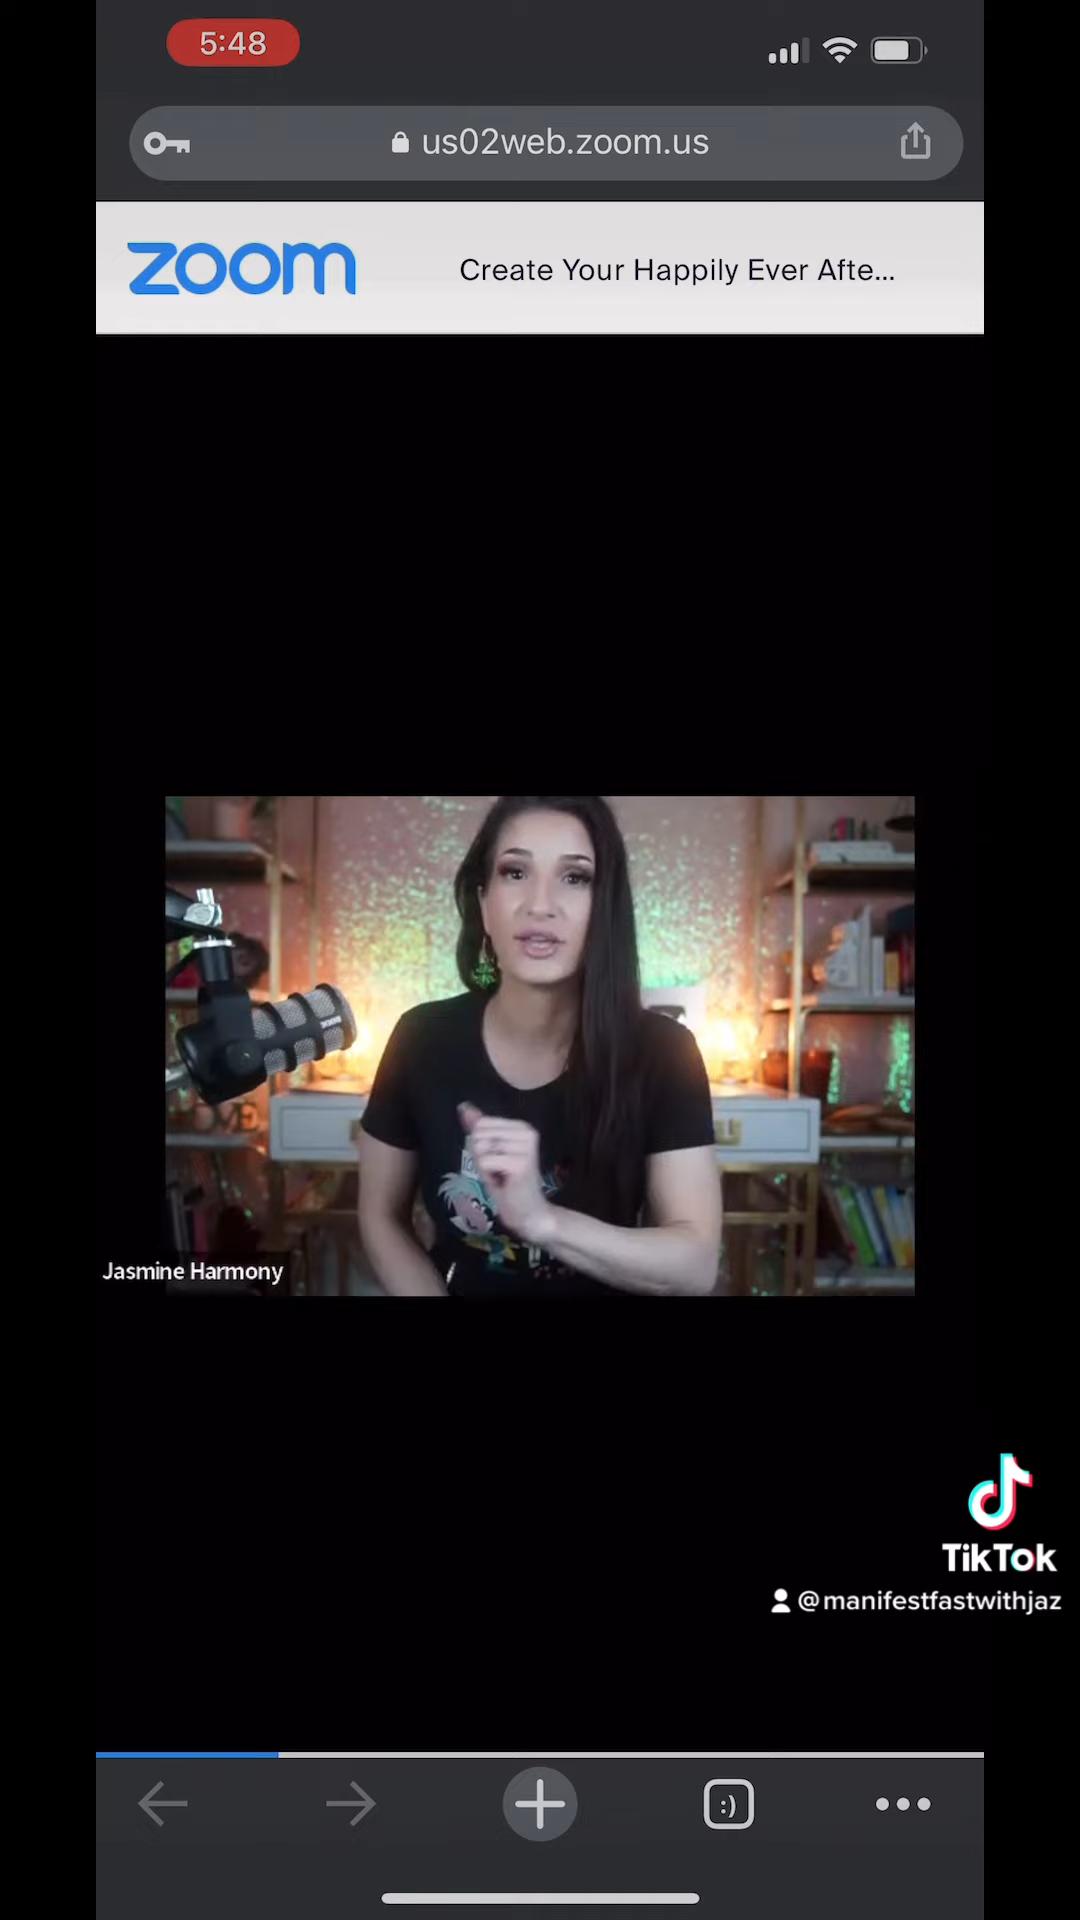 5:48
us02web.zoom.us
zoom
Create Your Happily Ever Afte...
Jasmine Harmony
:)
TikTok
@manifestfastwithjaz